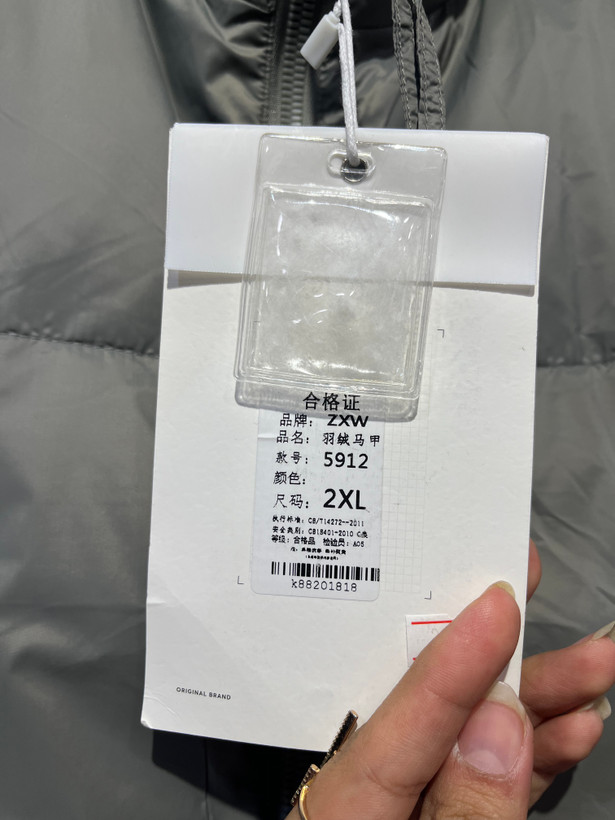 合格证
品牌: ZXW
品名: 羽绒马甲
款号: 5912
颜色:
尺码: 2XL
执行标准: GB/T14272--2011
安全类别: GB18401-2010 C类
等级: 合格品 检验员: A05
k88201818
ORIGINAL BRAND